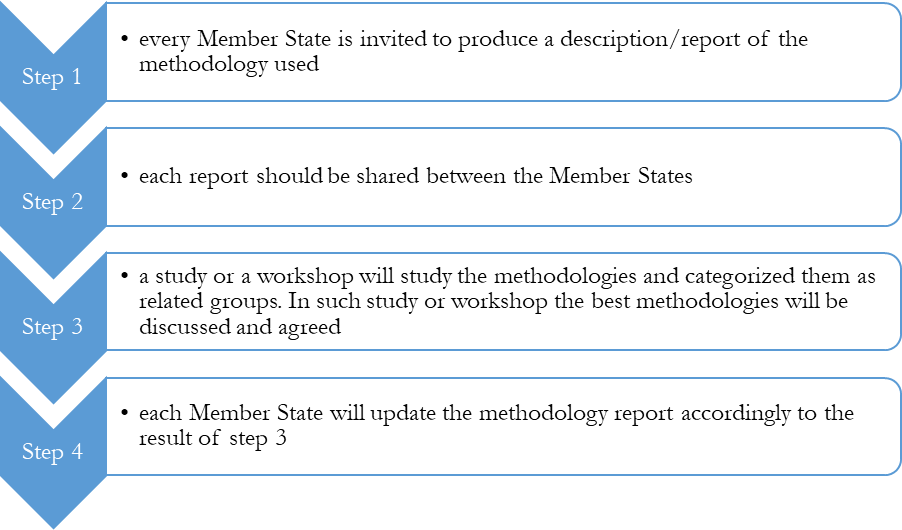 Step 1
• every Member State is invited to produce a description/report of the
methodology used
Step 2
• each report should be shared between the Member States
Step 3
• a study or a workshop will study the methodologies and categorized them as
related groups. In such study or workshop the best methodologies will be
discussed and agreed
Step 4
• each Member State will update the methodology report accordingly to the
result of step 3